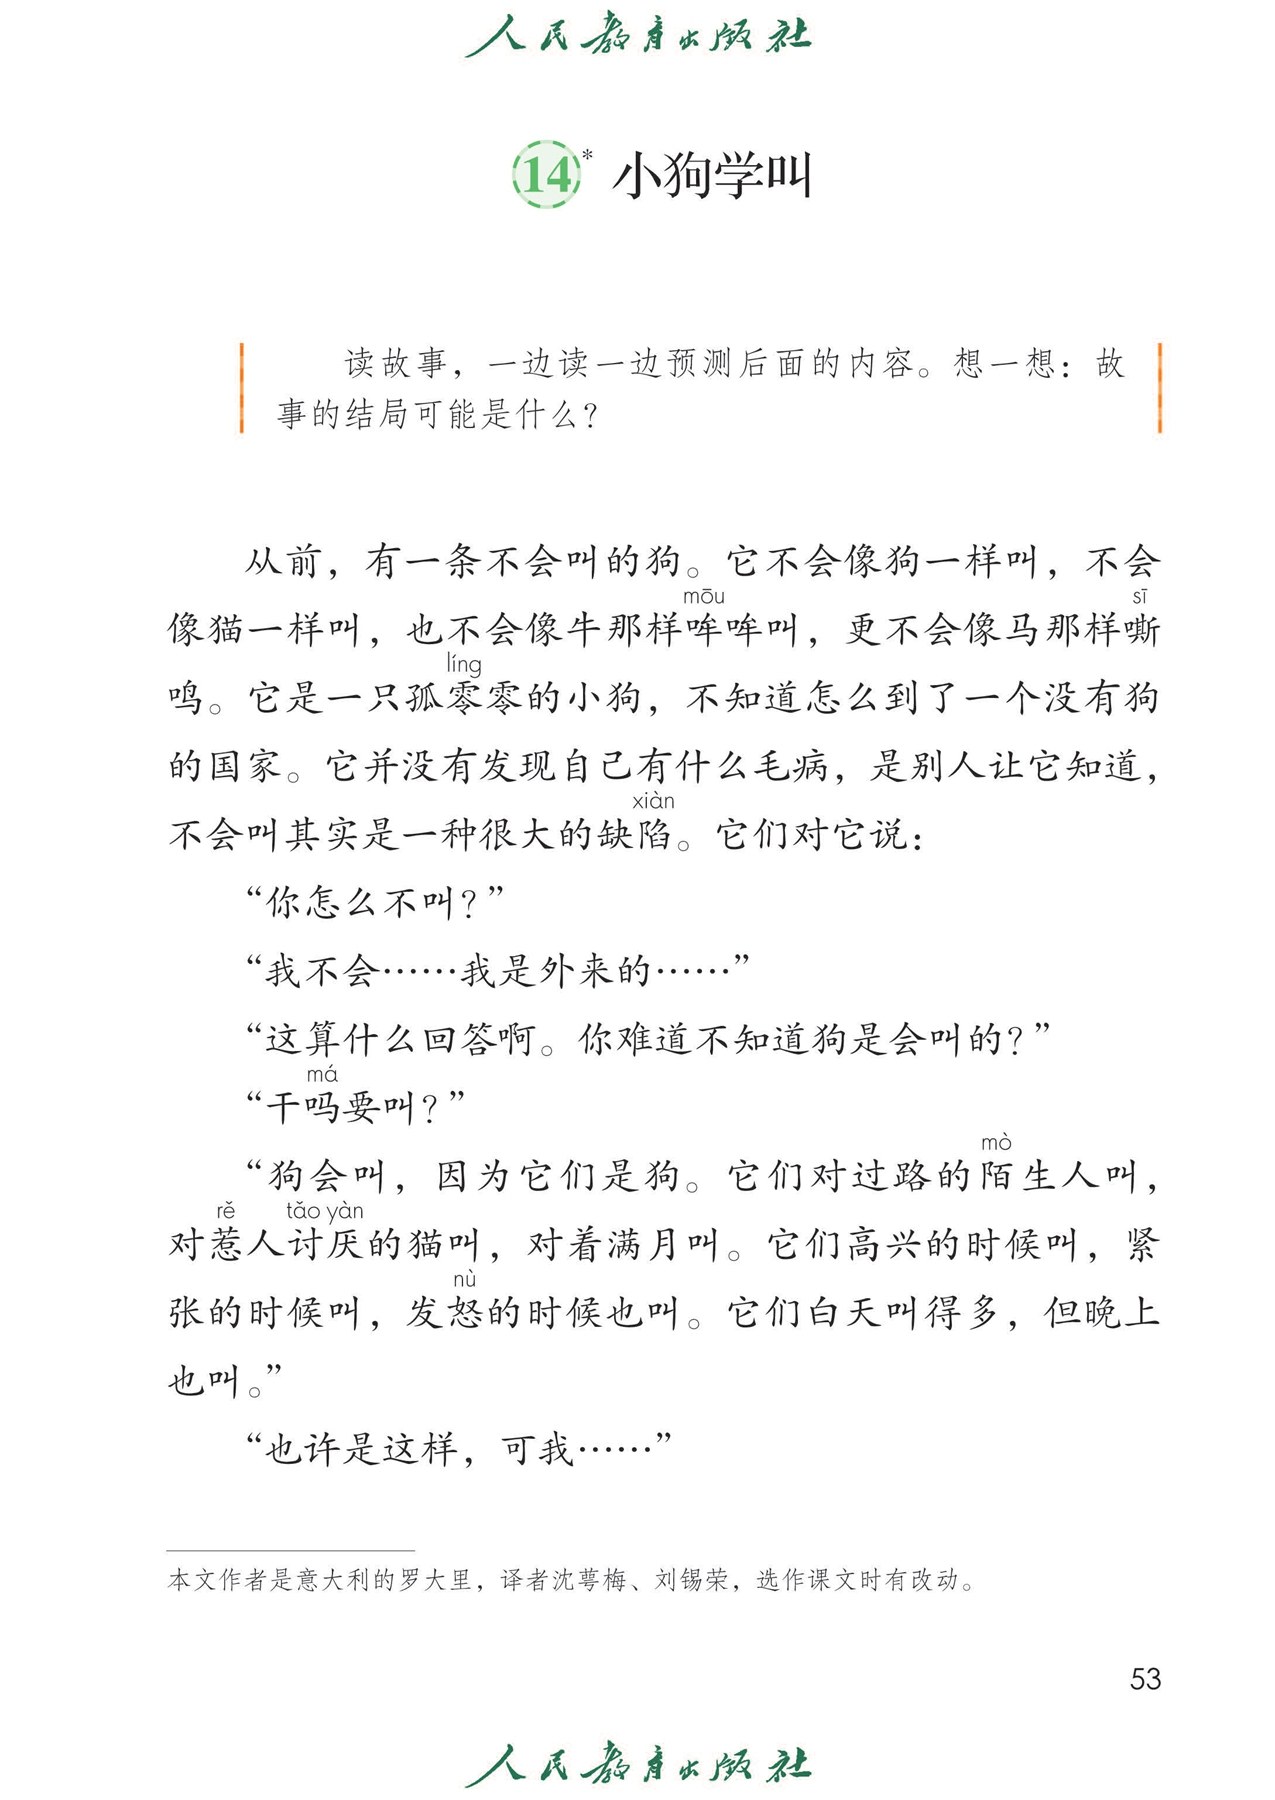 人民教育出版社
14* 小狗学叫
读故事，一边读一边预测后面的内容。想一想：故
事的结局可能是什么？
从前，有一条不会叫的狗。它不会像狗一样叫，不会
mōu sī
像猫一样叫，也不会像牛那样哞哞叫，更不会像马那样嘶
líng
鸣。它是一只孤零零的小狗，不知道怎么到了一个没有狗
的国家。它并没有发现自己有什么毛病，是别人让它知道，
xiàn
不会叫其实是一种很大的缺陷。它们对它说：
“你怎么不叫？”
“我不会……我是外来的……”
“这算什么回答啊。你难道不知道狗是会叫的？”
má
“干吗要叫？”
mò
“狗会叫，因为它们是狗。它们对过路的陌生人叫，
rě tǎo yàn
对惹人讨厌的猫叫，对着满月叫。它们高兴的时候叫，紧
nù
张的时候叫，发怒的时候也叫。它们白天叫得多，但晚上
也叫。”
“也许是这样，可我……”
本文作者是意大利的罗大里，译者沈萼梅、刘锡荣，选作课文时有改动。
53
人民教育出版社